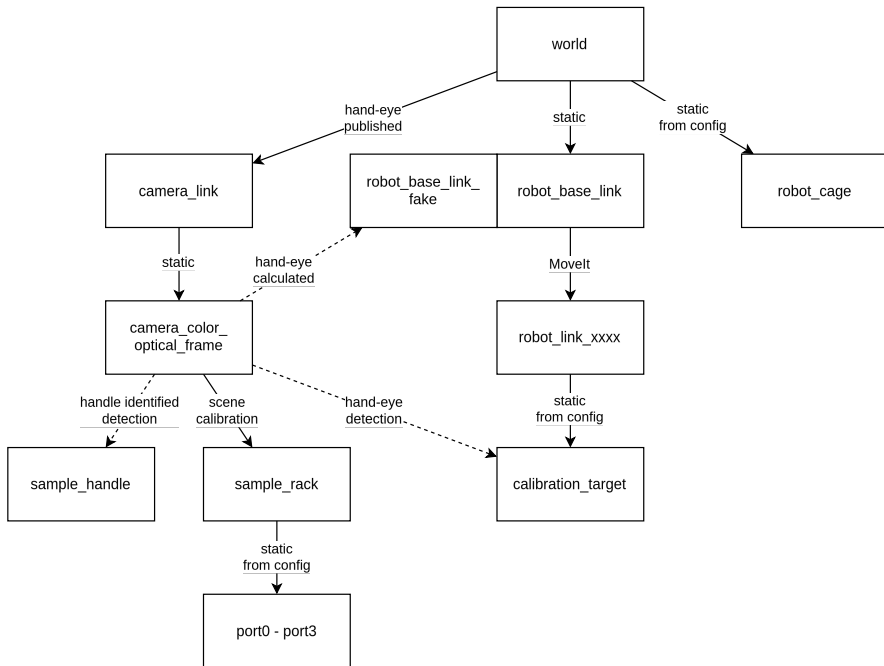 world
hand-eye
published
static
static
from config
camera_link
robot_base_link_
fake
robot_base_link
robot_cage
static
hand-eye
calculated
MoveIt
camera_color_
optical_frame
robot_link_xxxx
handle identified
detection
scene
calibration
hand-eye
detection
static
from config
sample_handle
sample_rack
calibration_target
static
from config
port0 - port3